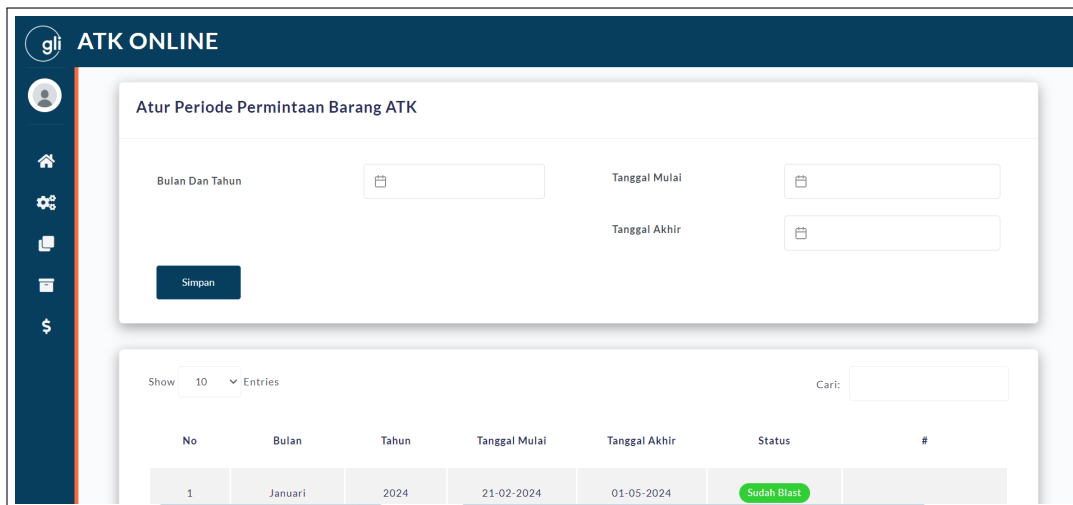 gli ATK ONLINE
Atur Periode Permintaan Barang ATK
Bulan Dan Tahun
Tanggal Mulai
Tanggal Akhir
Simpan
Show 10 Entries
Cari:
No Bulan Tahun Tanggal Mulai Tanggal Akhir Status #
1 Januari 2024 21-02-2024 01-05-2024 Sudah Blast